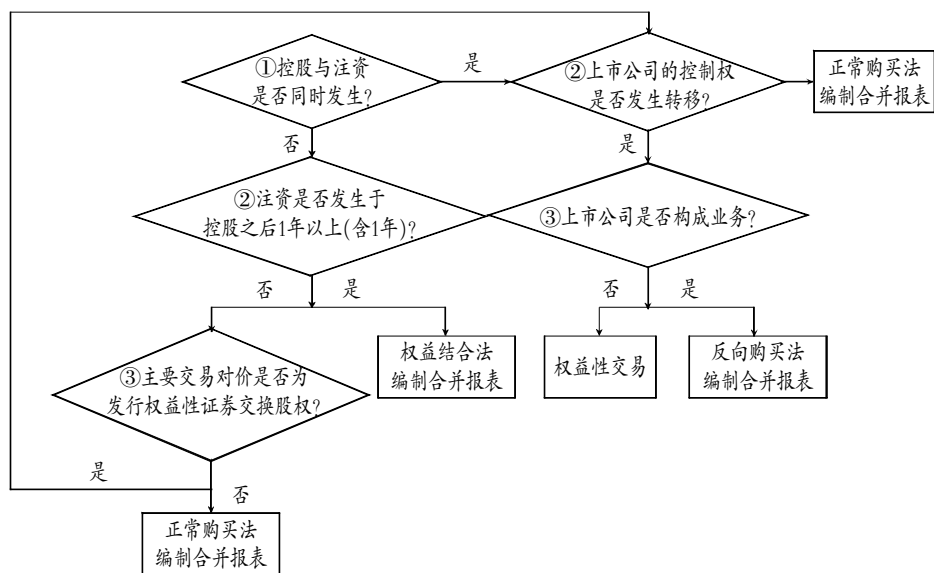 ①控股与注资
是否同时发生?
是
②上市公司的控制权
是否发生转移?
正常购买法
编制合并报表
否
是
②注资是否发生于
控股之后1年以上(含1年)?
③上市公司是否构成业务?
否
是
否
是
③主要交易对价是否为
发行权益性证券交换股权?
权益结合法
编制合并报表
权益性交易
反向购买法
编制合并报表
是
否
正常购买法
编制合并报表